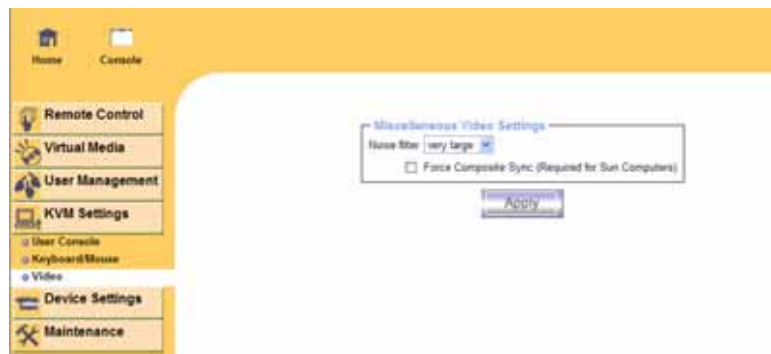 Home Console
Remote Control
Virtual Media
User Management
KVM Settings
User Console
Keyboard/Mouse
Video
Device Settings
Maintenance
Miscellaneous Video Settings
Noise filter very large
Force Composite Sync (Required for Sun Computers)
Apply